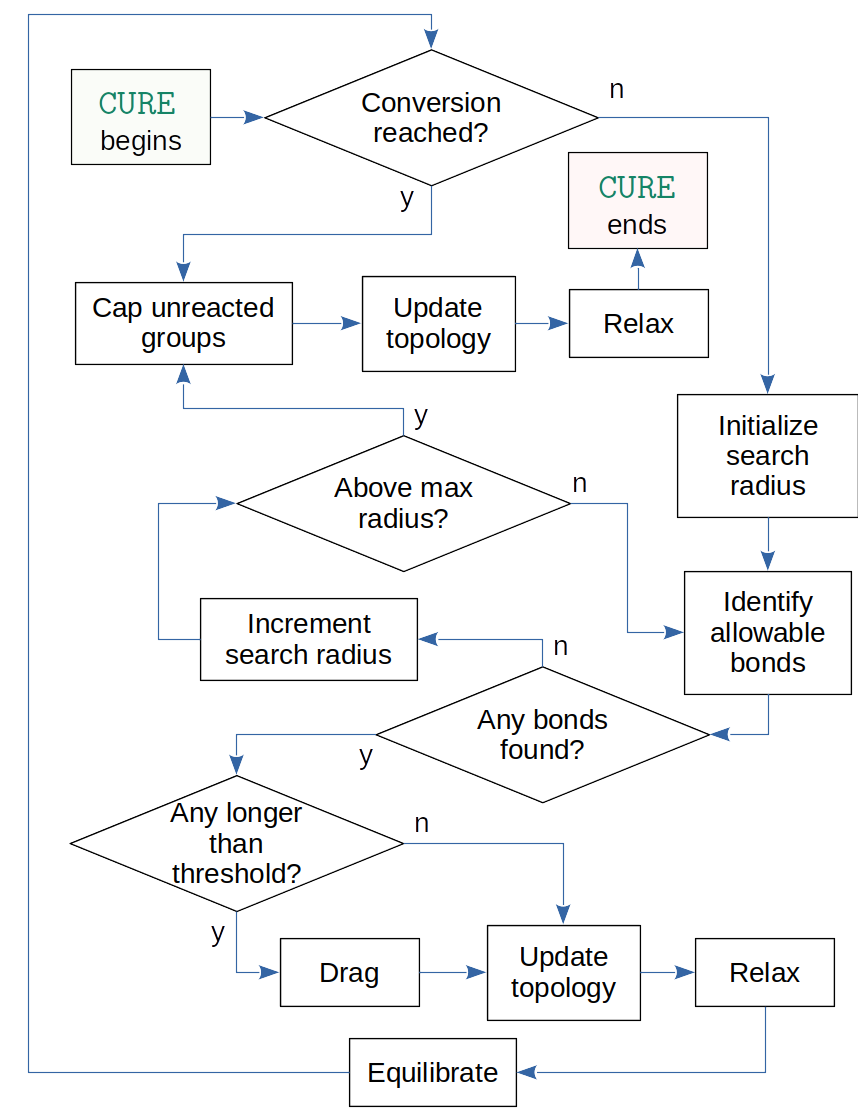 CURE
begins
Conversion
reached?
n
y
CURE
ends
Cap unreacted
groups
Update
topology
Relax
y
Initialize
search
radius
Above max
radius?
n
Identify
allowable
bonds
Increment
search radius
n
Any bonds
found?
y
Any longer
than
threshold?
n
y
Drag
Update
topology
Relax
Equilibrate